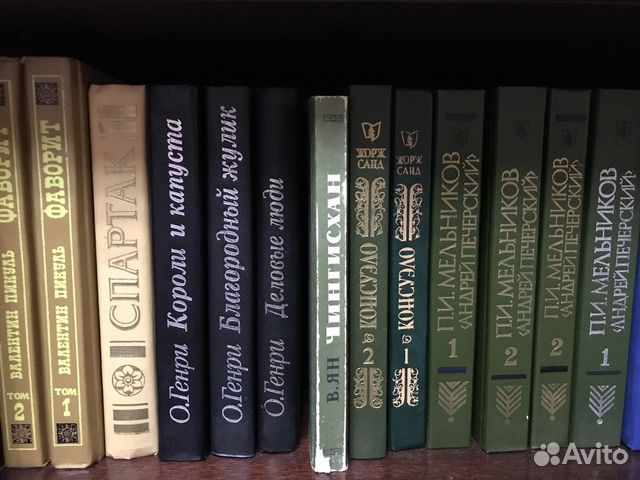 ВАЛЕНТИН ПИКУЛЬ ФАВОРИТ
ТОМ 2
ВАЛЕНТИН ПИКУЛЬ ФАВОРИТ
ТОМ 1
СПАРТАК
О.Генри Короли и капуста
О.Генри Благородный жулик
О.Генри Деловые люди
В.ЯН ЧИНГИСХАН
ЖОРЖ
САНД
КОНСУЭЛО
2
ЖОРЖ
САНД
КОНСУЭЛО
1
П.И. МЕЛЬНИКОВ
‹АНДРЕЙ ПЕЧЕРСКИЙ›
1
П.И. МЕЛЬНИКОВ
‹АНДРЕЙ ПЕЧЕРСКИЙ›
2
П.И. МЕЛЬНИКОВ
‹АНДРЕЙ ПЕЧЕРСКИЙ›
2
П.И. МЕЛЬНИКОВ
‹АНДРЕЙ ПЕЧЕРСКИЙ›
1
Avito